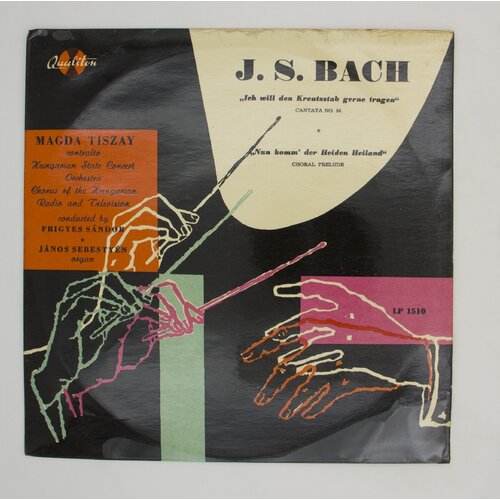 Qualiton
J. S. BACH
„Ich will den Kreutzstab gerne tragen“
CANTATA NO. 56
„Nun komm' der Heiden Heiland“
CHORAL PRELUDE
MAGDA TISZAY
contralto
Hungarian State Concert
Orchestra
Chorus of the Hungarian
Radio and Television
conducted by
FRIGYES SÁNDOR
JÁNOS SEBESTYÉN
organ
LP 1510